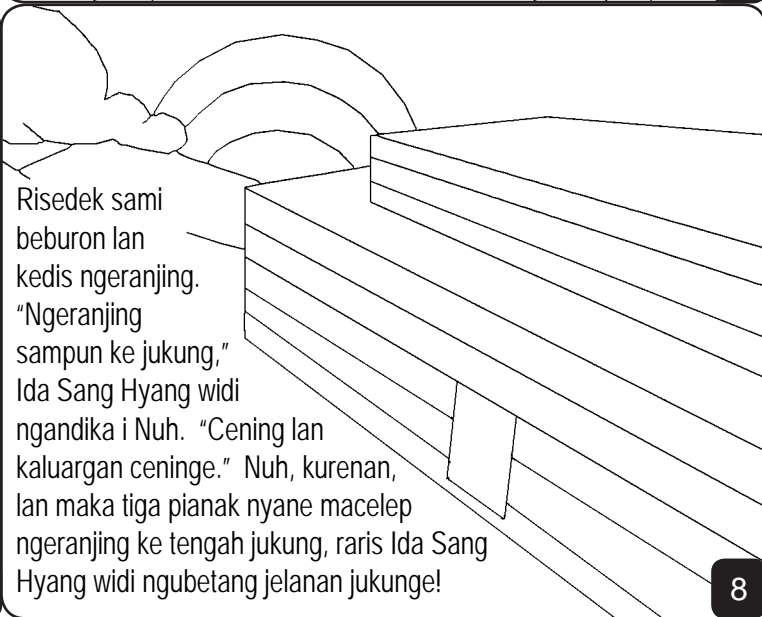 Risedek sami
beburon lan
kedis ngeranjing.
“Ngeranjing
sampun ke jukung,”
Ida Sang Hyang widi
ngandika i Nuh.  “Cening lan
kaluargan ceninge.”  Nuh, kurenan,
lan maka tiga pianak nyane macelep
ngeranjing ke tengah jukung, raris Ida Sang
Hyang widi ngubetang jelanan jukunge!
8